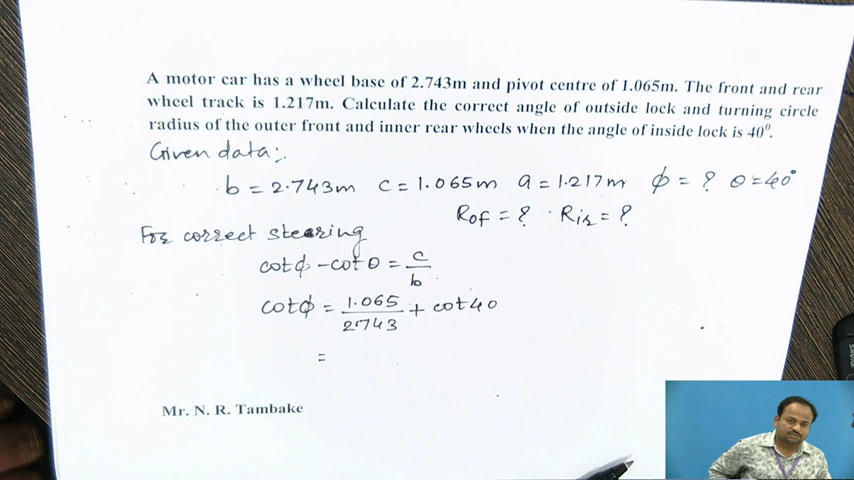 A motor car has a wheel base of 2.743m and pivot centre of 1.065m. The front and rear
wheel track is 1.217m. Calculate the correct angle of outside lock and turning circle
radius of the outer front and inner rear wheels when the angle of inside lock is 40⁰.
Given data:.
b = 2.743m c = 1.065m a = 1.217m ϕ = ? θ = 40°
Rof = ? Rir = ?
For correct steering
cotϕ - cotθ = c/b
cotϕ = 1.065/2.743 + cot40
=
Mr. N. R. Tambake